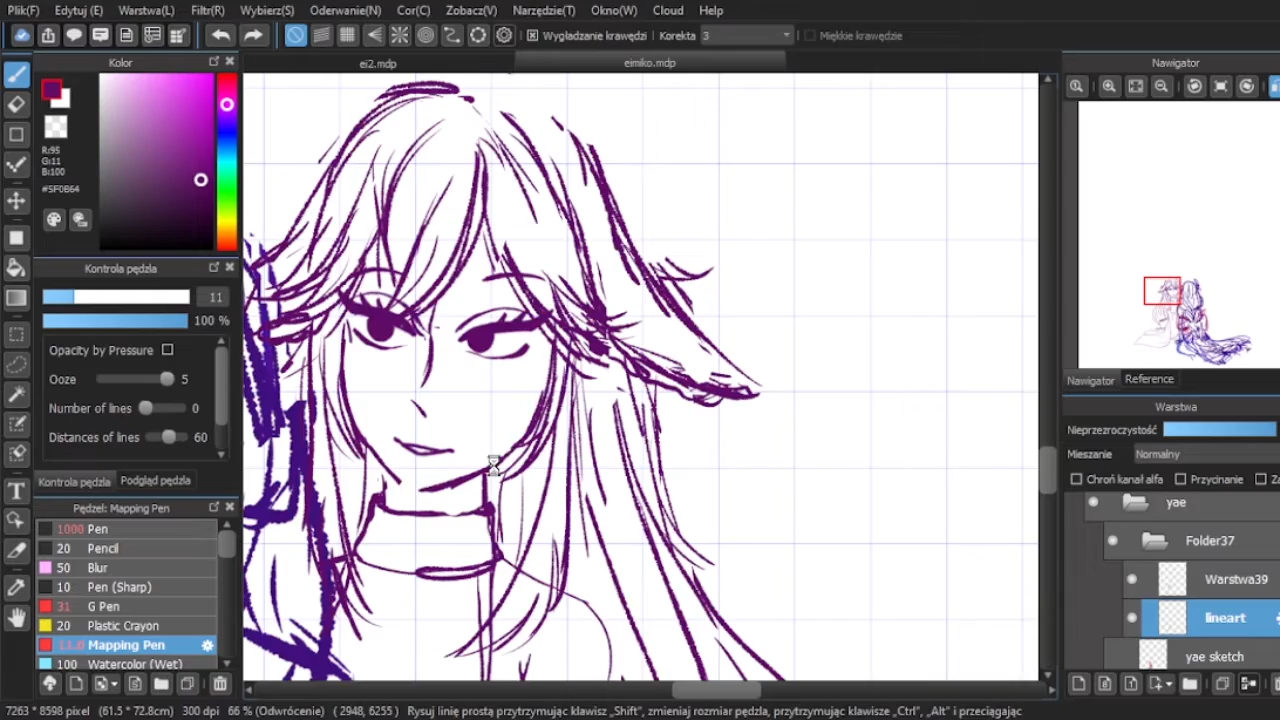 Plik(F) Edytuj (E) Warstwa(L) Filtr(R) Wybierz(S) Oderwanie(N) Cor(C) Zobacz(V) Narzędzie(T) Okno(W) Cloud Help
Wygładzanie krawędzi Korekta 3 Miękkie krawędzie
Kolor
ei2.mdp eimiko.mdp
R:95
G:11
B:100
#5F0B64
Kontrola pędzla
11
100 %
Opacity by Pressure
Ooze 5
Number of lines 0
Distances of lines 60
Kontrola pędzla Podgląd pędzla
Pędzel: Mapping Pen
1000 Pen
20 Pencil
50 Blur
10 Pen (Sharp)
31 G Pen
20 Plastic Crayon
11.0 Mapping Pen
100 Watercolor (Wet)
Nawigator
Nawigator Reference
Warstwa
Nieprzezroczystość
Mieszanie Normalny
Chroń kanał alfa Przycinanie Za
yae
Folder37
Warstwa39
lineart
yae sketch
7263 * 8598 pixel (61.5 * 72.8cm) 300 dpi 66 % (Odwrócenie) ( 2948, 6255 ) Rysuj linię prostą przytrzymując klawisz „Shift”, zmieniaj rozmiar pędzla, przytrzymując klawisze „Ctrl”, „Alt” i przeciągając